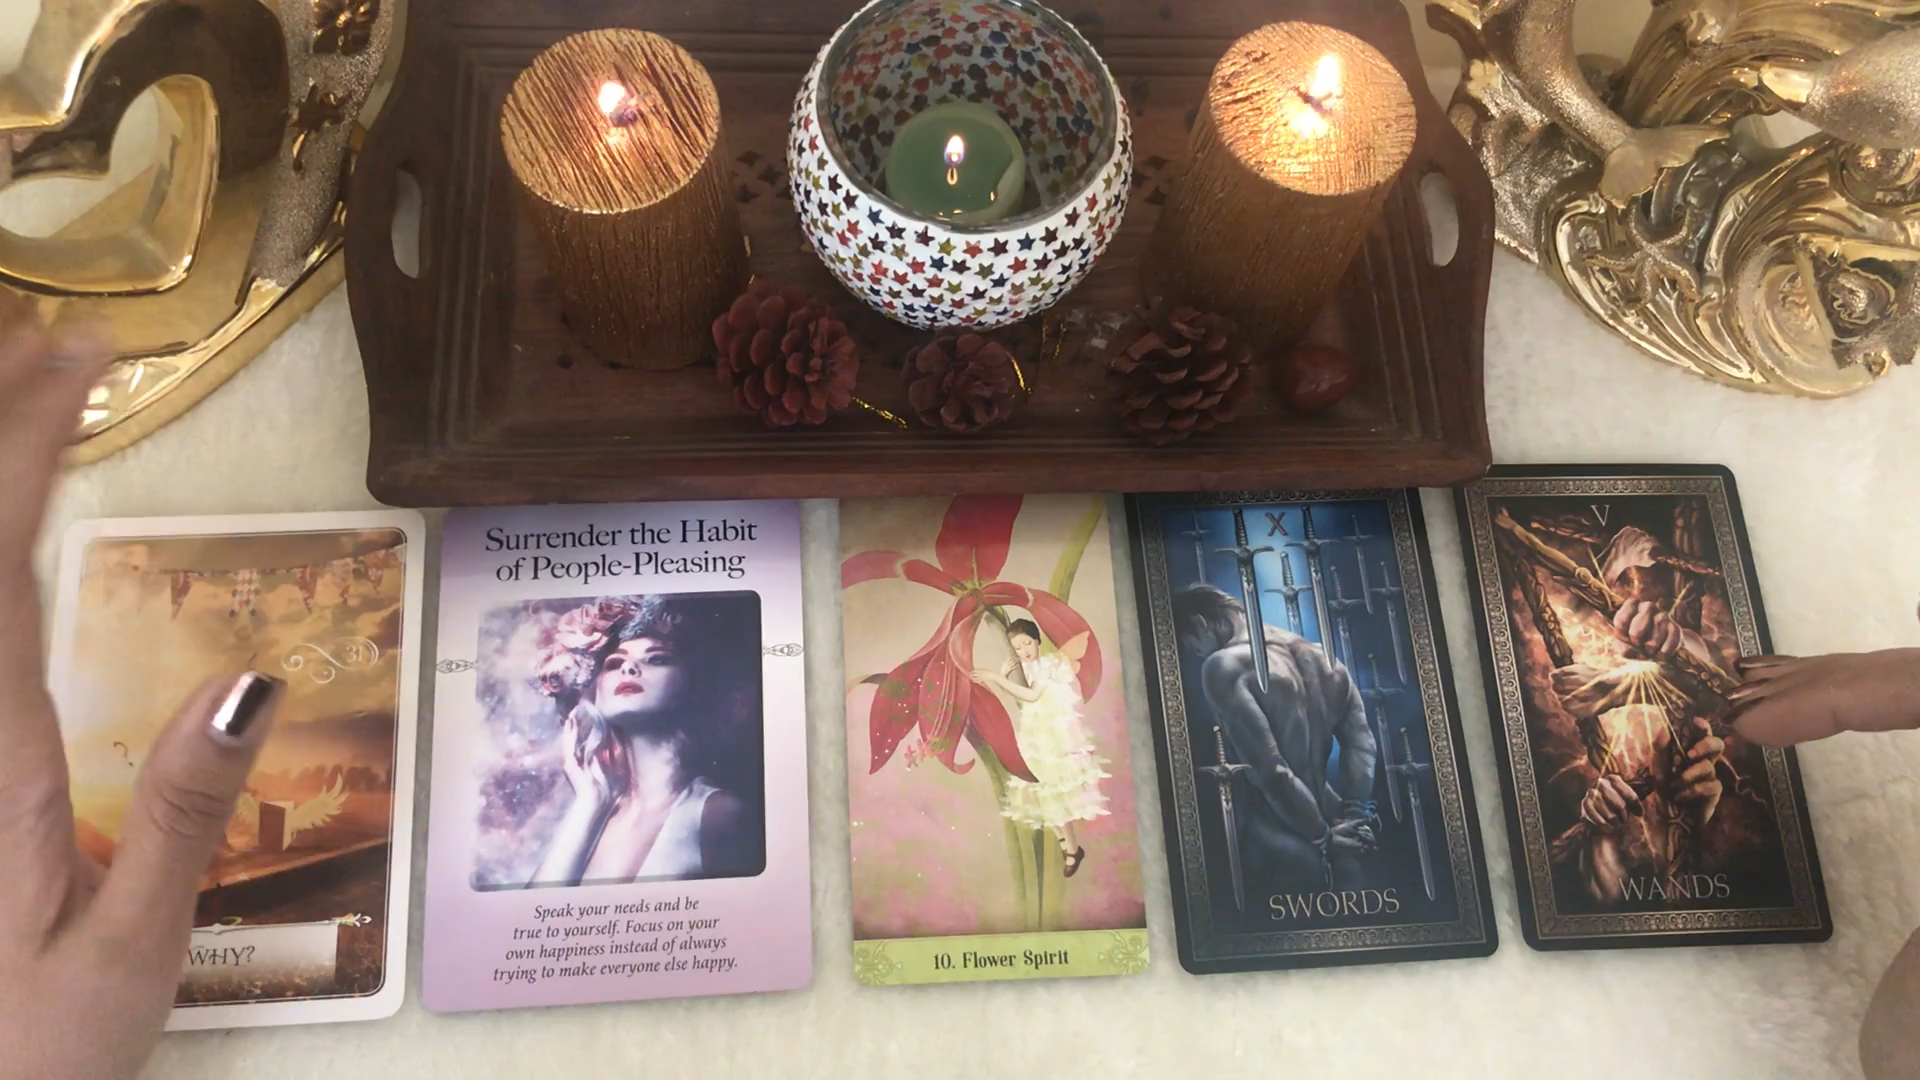 31
?
WHY?
Surrender the Habit
of People-Pleasing
Speak your needs and be
true to yourself. Focus on your
own happiness instead of always
trying to make everyone else happy.
10. Flower Spirit
X
SWORDS
V
WANDS